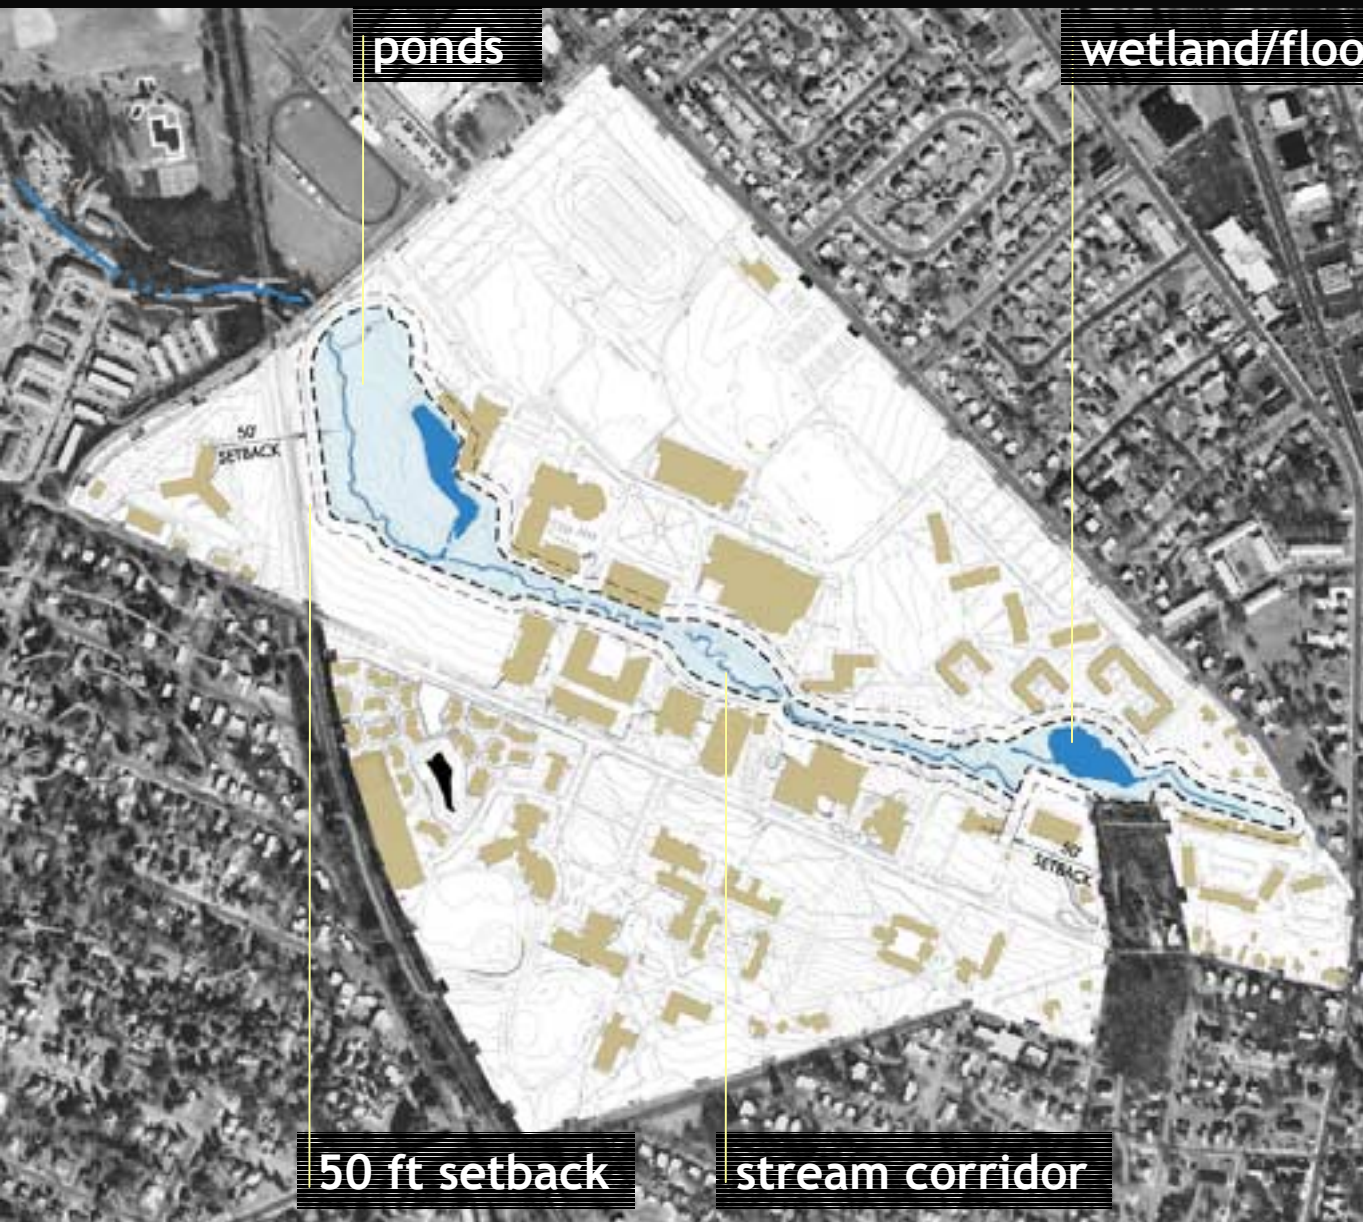 ponds
wetland/floo
50'
SETBACK
50'
SETBACK
50 ft setback
stream corridor